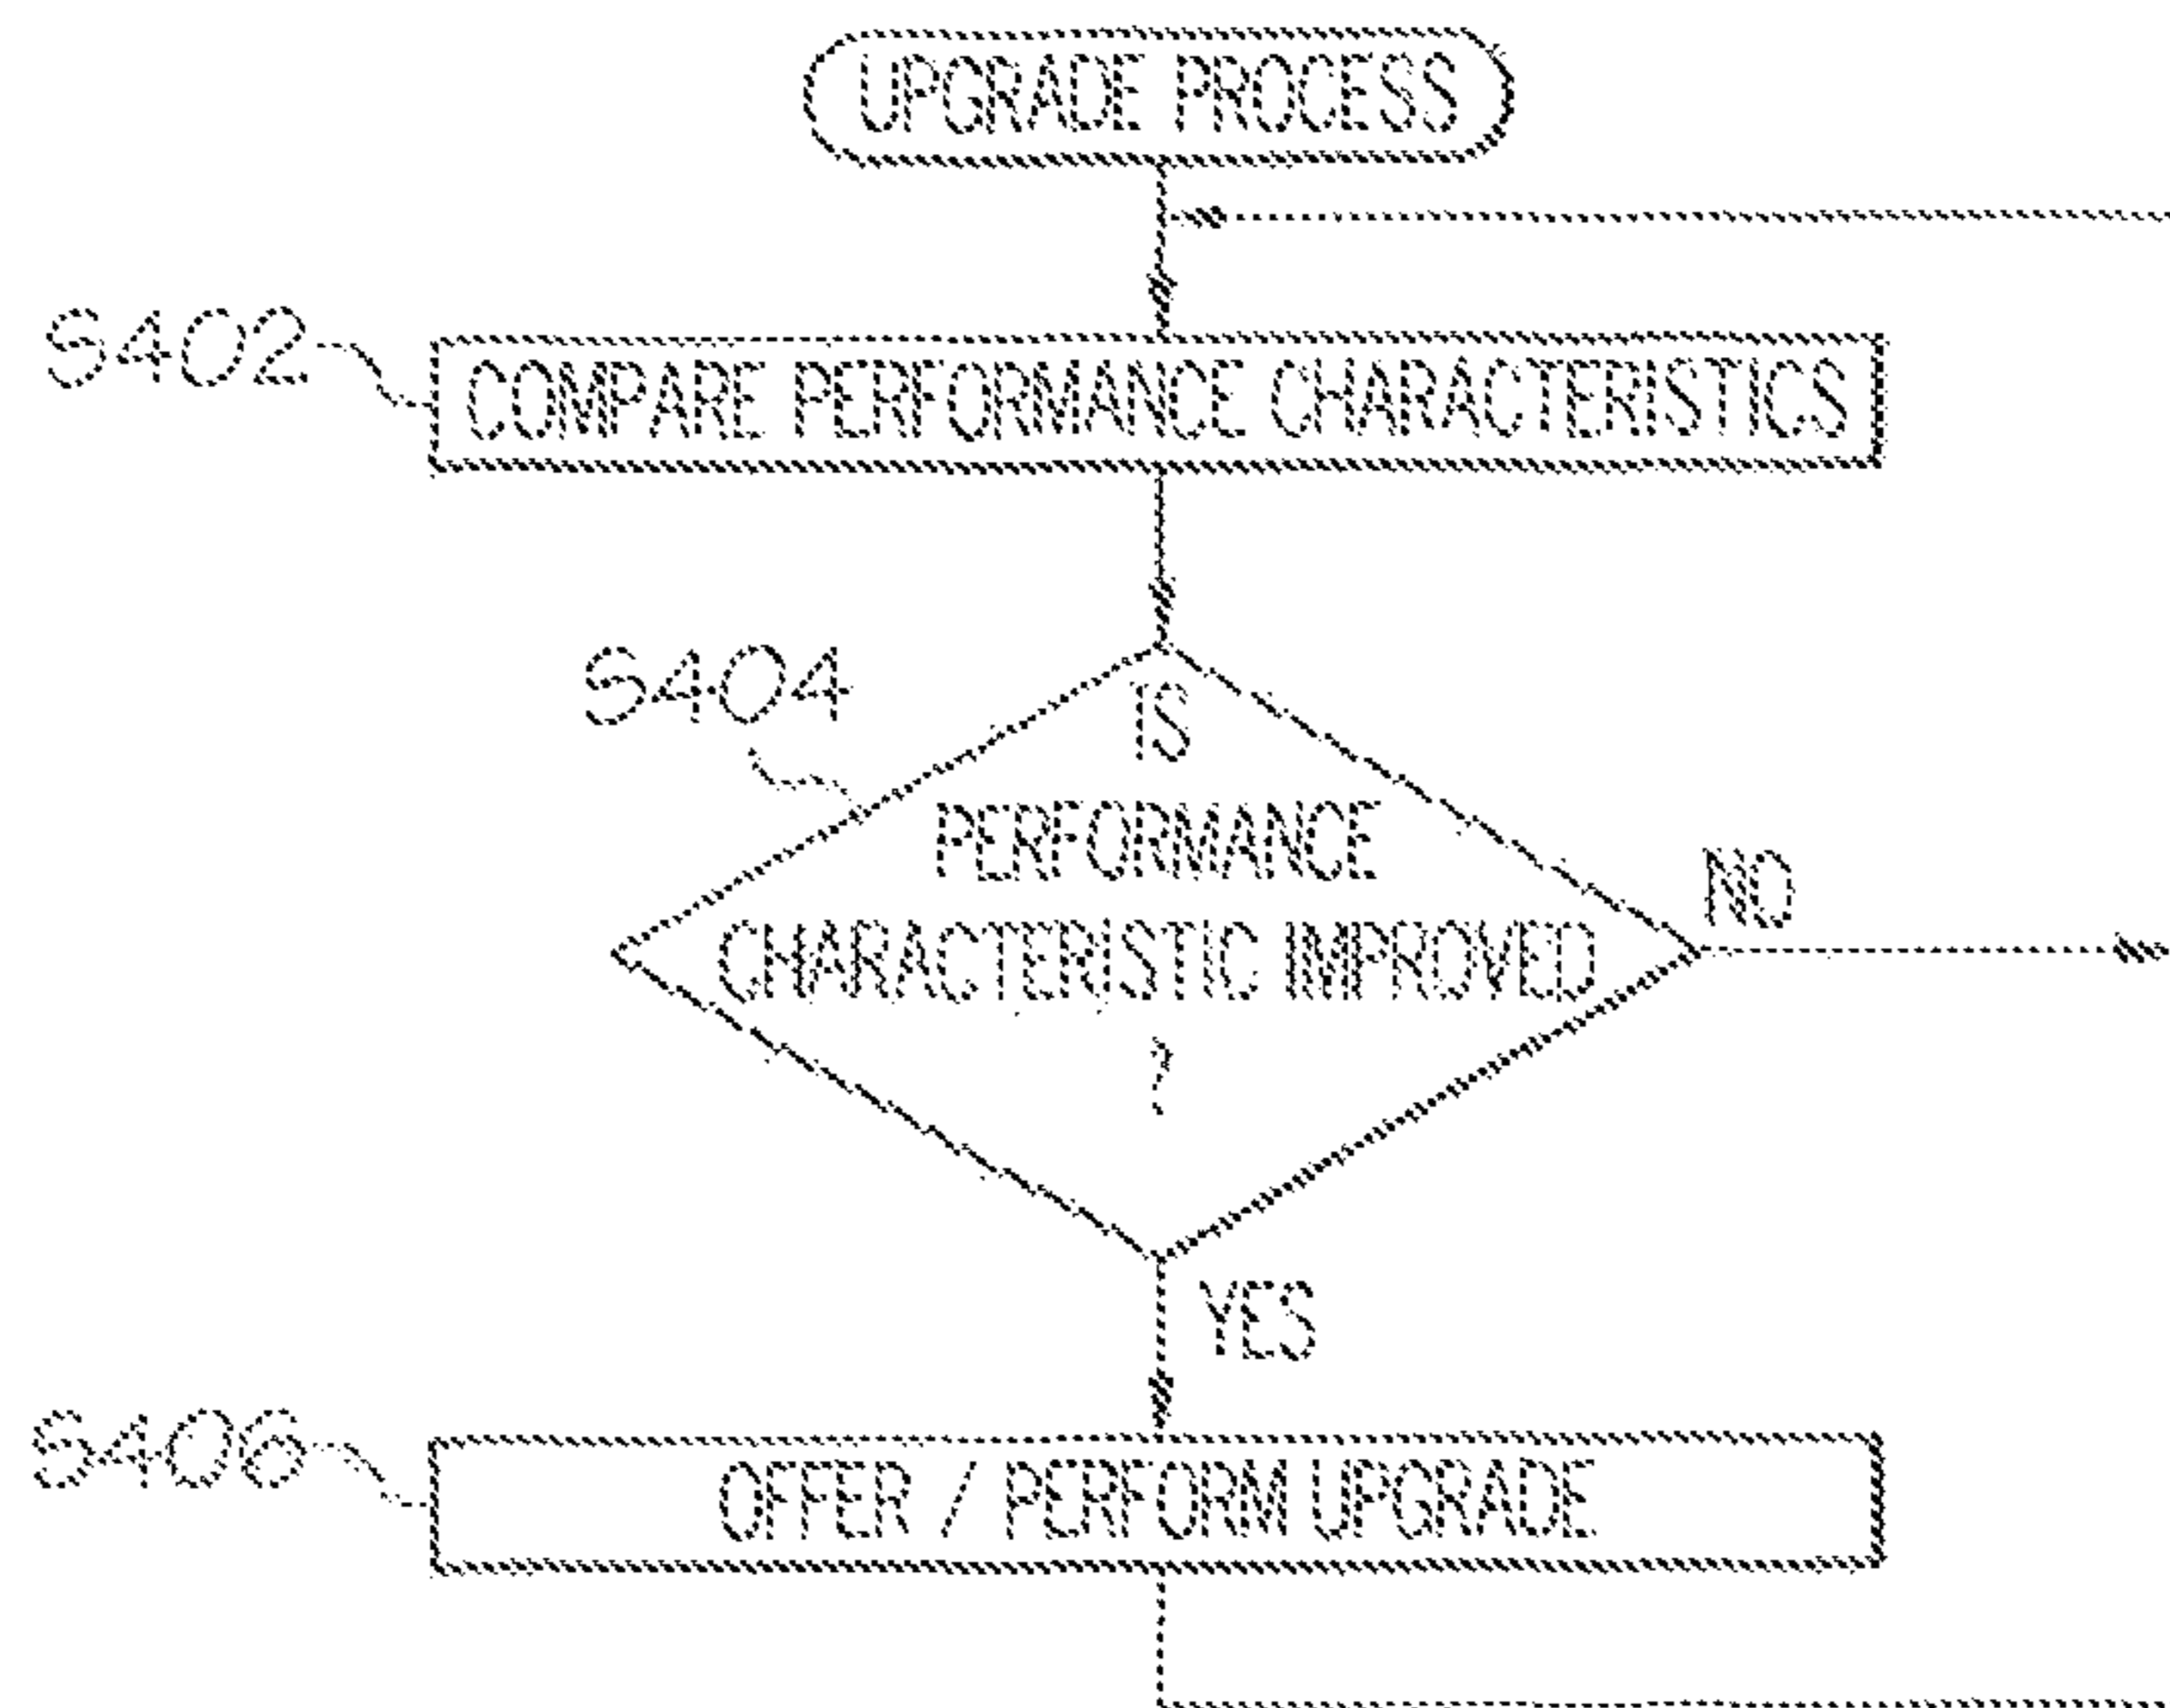 UPGRADE PROCESS
S402
COMPARE PERFORMANCE CHARACTERISTICS
S404
IS
PERFORMANCE
CHARACTERISTIC IMPROVED
?
NO
YES
S406
OFFER / PERFORM UPGRADE